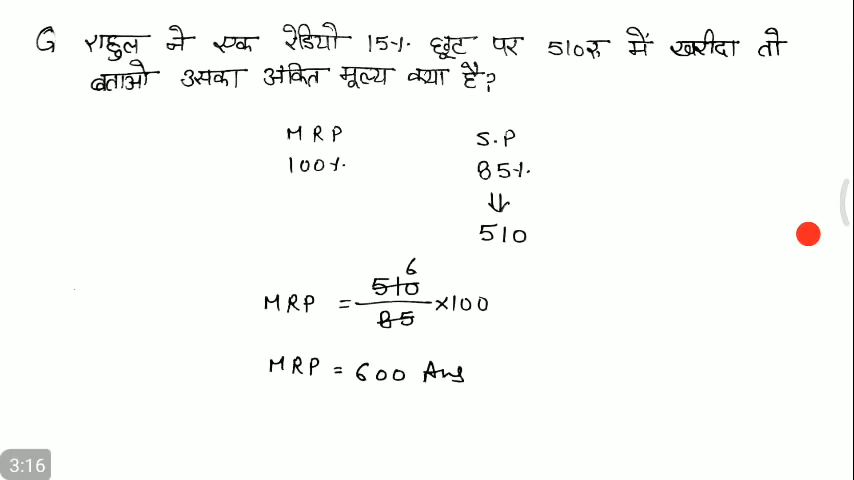 G राहुल ने एक रेडियो 15%. छूट पर 510रु में खरीदा तो
बताओ उसका अंकित मूल्य क्या है?
MRP S.P
100%. 85%.
⇓
510
6
MRP = 510/85 ×100
MRP = 600 Ans
3:16